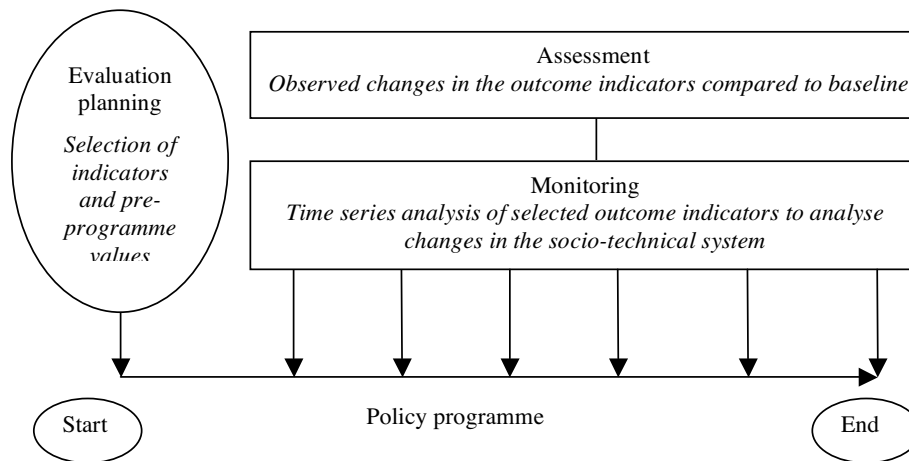 Evaluation
planning
Selection of
indicators
and pre-
programme
values
Assessment
Observed changes in the outcome indicators compared to baseline
Monitoring
Time series analysis of selected outcome indicators to analyse
changes in the socio-technical system
Start
Policy programme
End